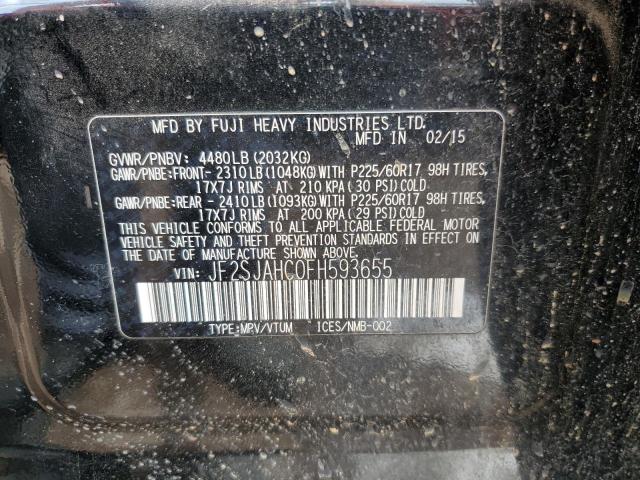 MFD BY FUJI HEAVY INDUSTRIES LTD.
MFD IN 02/15
GVWR/PNBV: 4480LB (2032KG)
GAWR/PNBE:FRONT- 2310LB (1048KG) WITH P225/60R17 98H TIRES,
17X7J RIMS AT 210 KPA (30 PSI) COLD
GAWR/PNBE:REAR - 2410LB (1093KG) WITH P225/60R17 98H TIRES,
17X7J RIMS AT 200 KPA (29 PSI) COLD
THIS VEHICLE CONFORMS TO ALL APPLICABLE FEDERAL MOTOR
VEHICLE SAFETY AND THEFT PREVENTION STANDARDS IN EFFECT ON
THE DATE OF MANUFACTURE SHOWN ABOVE.
VIN: JF2SJAHC0FH593655
TYPE:MPV/VTUM ICES/NMB-002